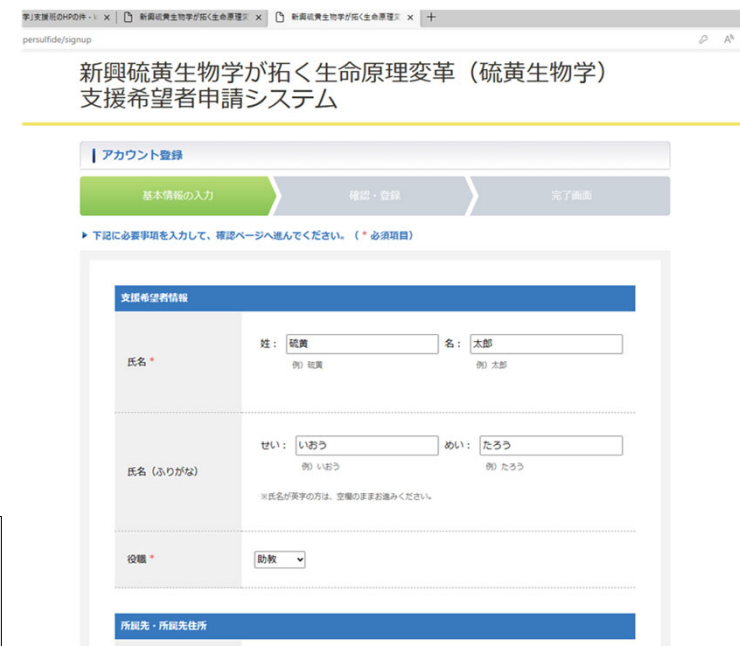 学」支援班のHPの件 -
新興硫黄生物学が拓く生命原理変
新興硫黄生物学が拓く生命原理変
persulfide/signup
新興硫黄生物学が拓く生命原理変革（硫黄生物学）
支援希望者申請システム
アカウント登録
基本情報の入力
確認・登録
完了画面
下記に必要事項を入力して、確認ページへ進んでください。（ * 必須項目）
支援希望者情報
氏名 *
姓： 硫黄 名： 太郎
例）硫黄 例）太郎
氏名（ふりがな）
せい： いおう めい： たろう
例）いおう 例）たろう
※氏名が英字の方は、空欄のままお進みください。
役職 * 助教
所属先・所属先住所